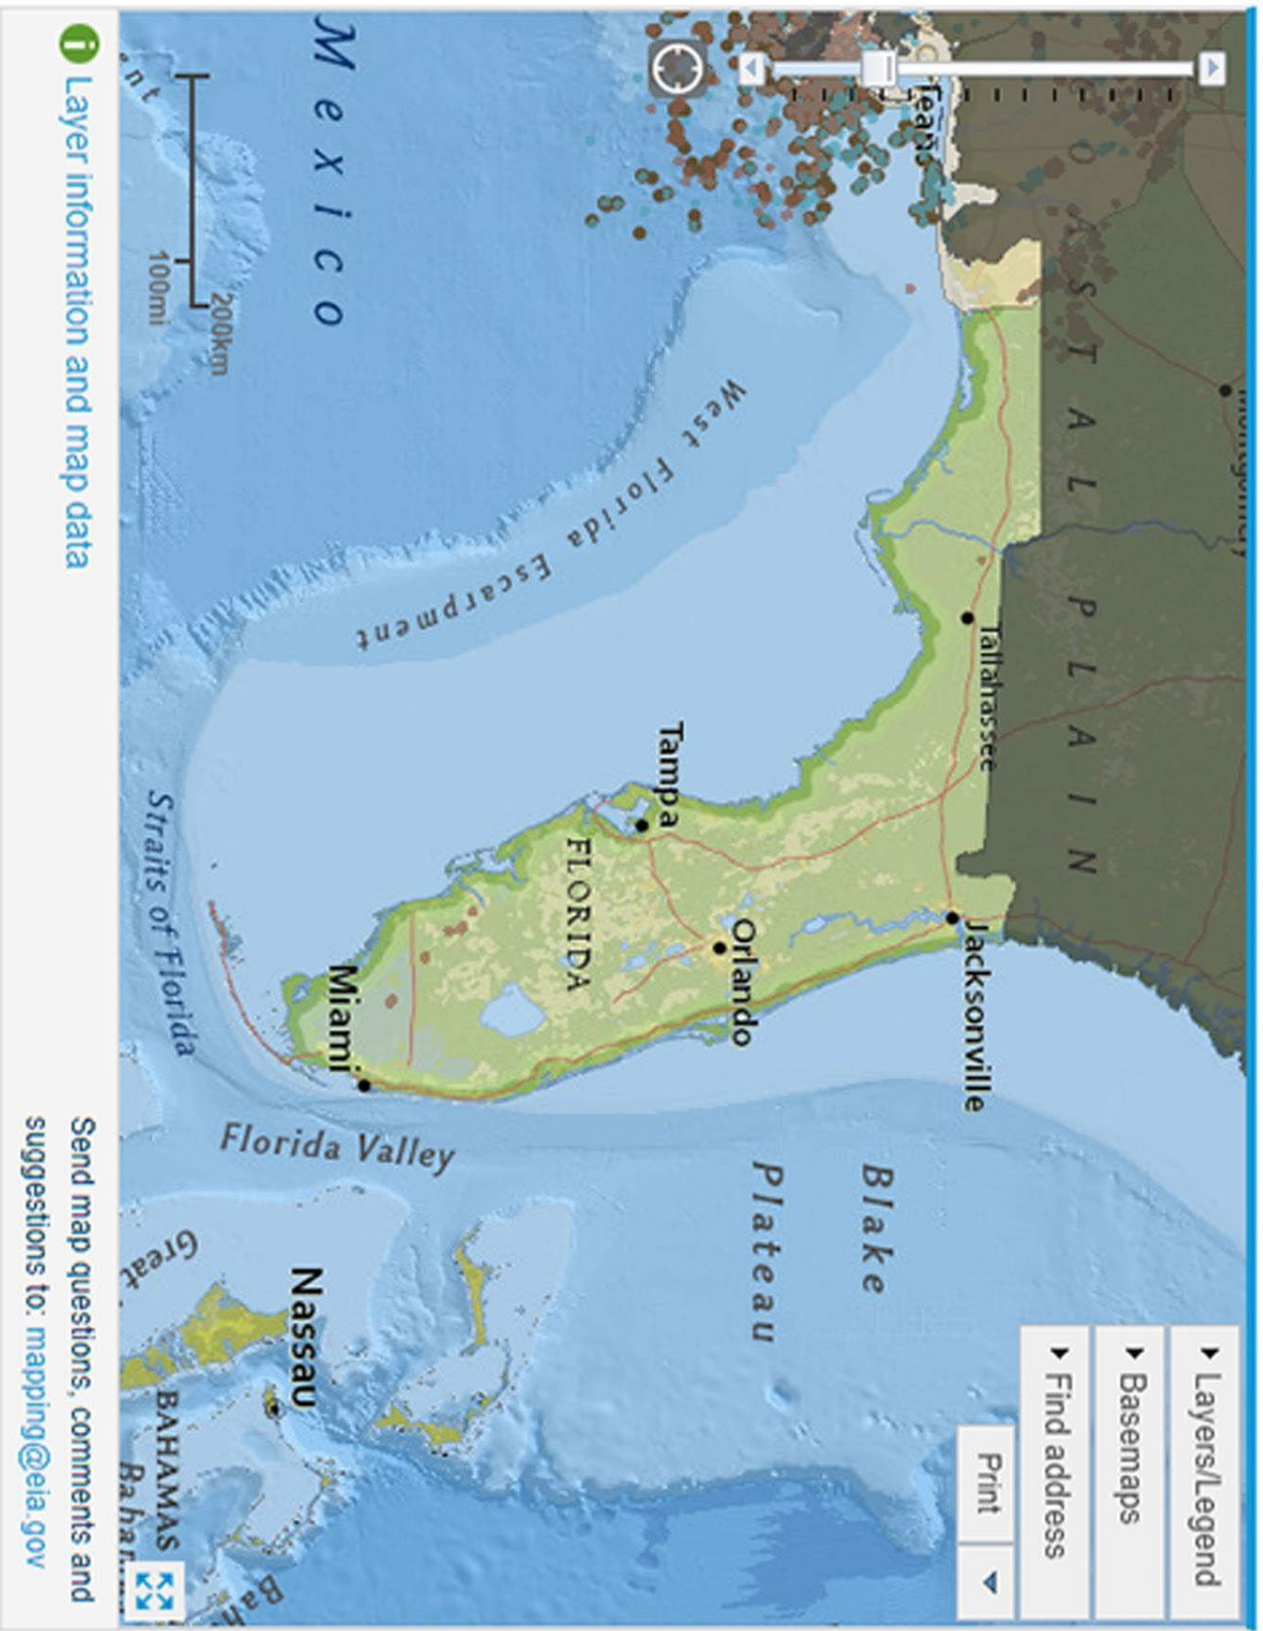 Layers/Legend
Basemaps
Find address
Print
C O A S T A L P L A I N
Tallahassee
Jacksonville
Blake
Plateau
Orlando
Tampa
FLORIDA
West Florida Escarpment
Mexico
Miami
Florida Valley
Straits of Florida
Nassau
Great
BAHAMAS
200km
100mi
Layer information and map data
Send map questions, comments and
suggestions to: mapping@eia.gov